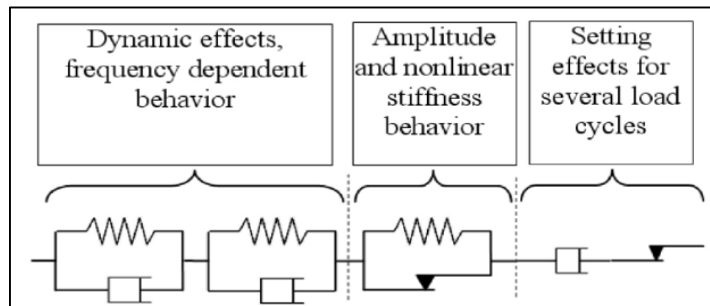 Dynamic effects,
frequency dependent
behavior
Amplitude
and nonlinear
stiffness
behavior
Setting
effects for
several load
cycles